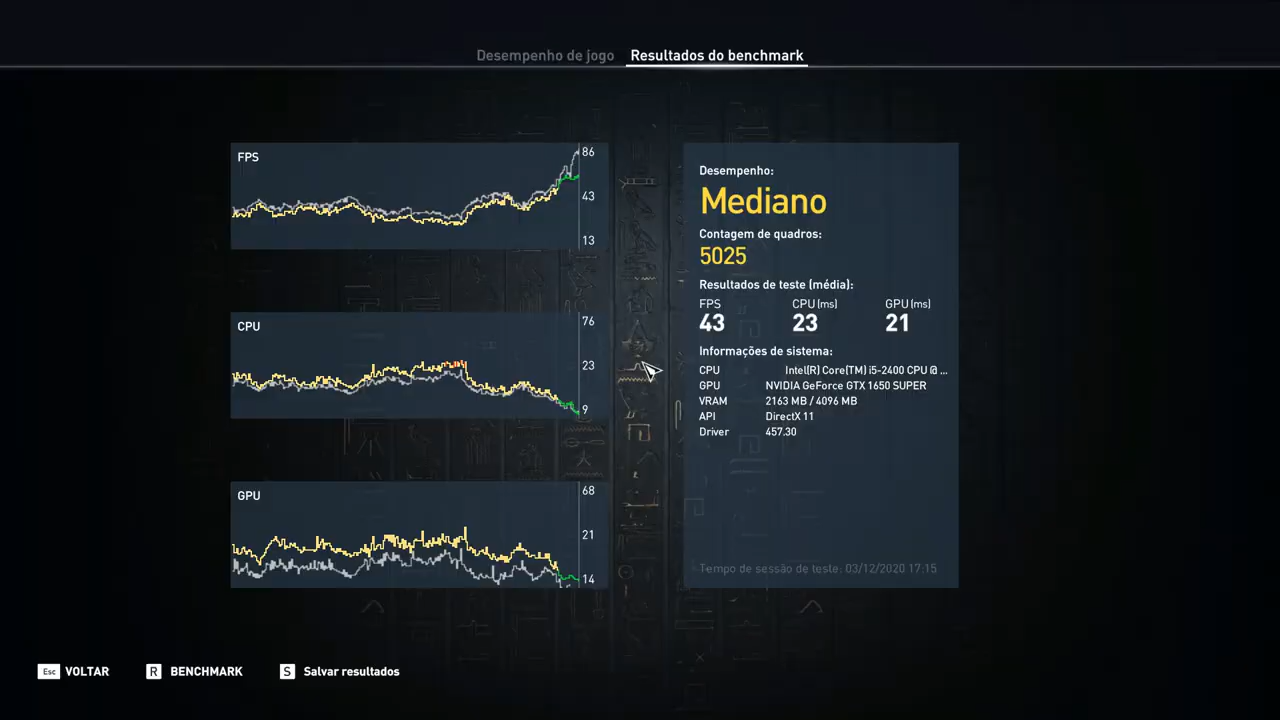 Desempenho de jogo
Resultados do benchmark
FPS
86
43
13
CPU
76
23
9
GPU
68
21
14
Desempenho:
Mediano
Contagem de quadros:
5025
Resultados de teste (média):
FPS CPU (ms) GPU (ms)
43 23 21
Informações de sistema:
CPU Intel(R) Core(TM) i5-2400 CPU @ ...
GPU NVIDIA GeForce GTX 1650 SUPER
VRAM 2163 MB / 4096 MB
API DirectX 11
Driver 457.30
Tempo de sessão de teste: 03/12/2020 17:15
Esc VOLTAR
R BENCHMARK
S Salvar resultados